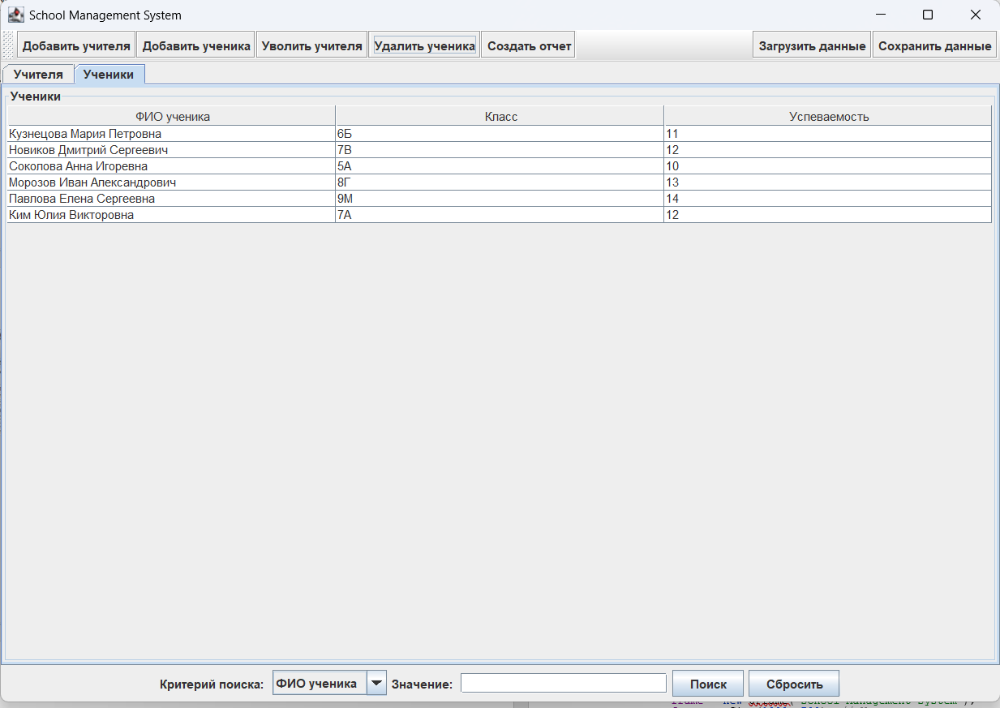 School Management System
Добавить учителя Добавить ученика Уволить учителя Удалить ученика Создать отчет Загрузить данные Сохранить данные
Учителя Ученики
Ученики
ФИО ученика Класс Успеваемость
Кузнецова Мария Петровна 6Б 11
Новиков Дмитрий Сергеевич 7В 12
Соколова Анна Игоревна 5А 10
Морозов Иван Александрович 8Г 13
Павлова Елена Сергеевна 9М 14
Ким Юлия Викторовна 7А 12
Критерий поиска: ФИО ученика Значение: Поиск Сбросить